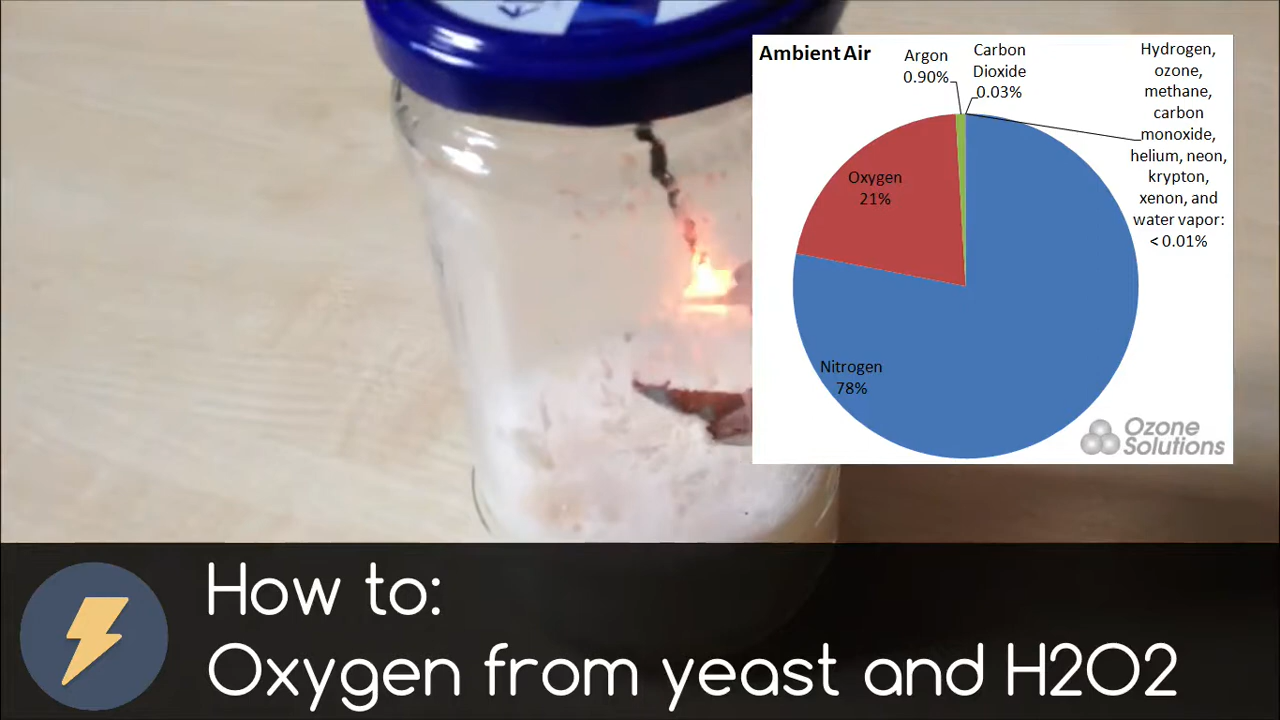 Ambient Air
Argon
0.90%
Carbon
Dioxide
0.03%
Hydrogen,
ozone,
methane,
carbon
monoxide,
helium, neon,
krypton,
xenon, and
water vapor:
< 0.01%
Oxygen
21%
Nitrogen
78%
Ozone
Solutions
How to:
Oxygen from yeast and H2O2